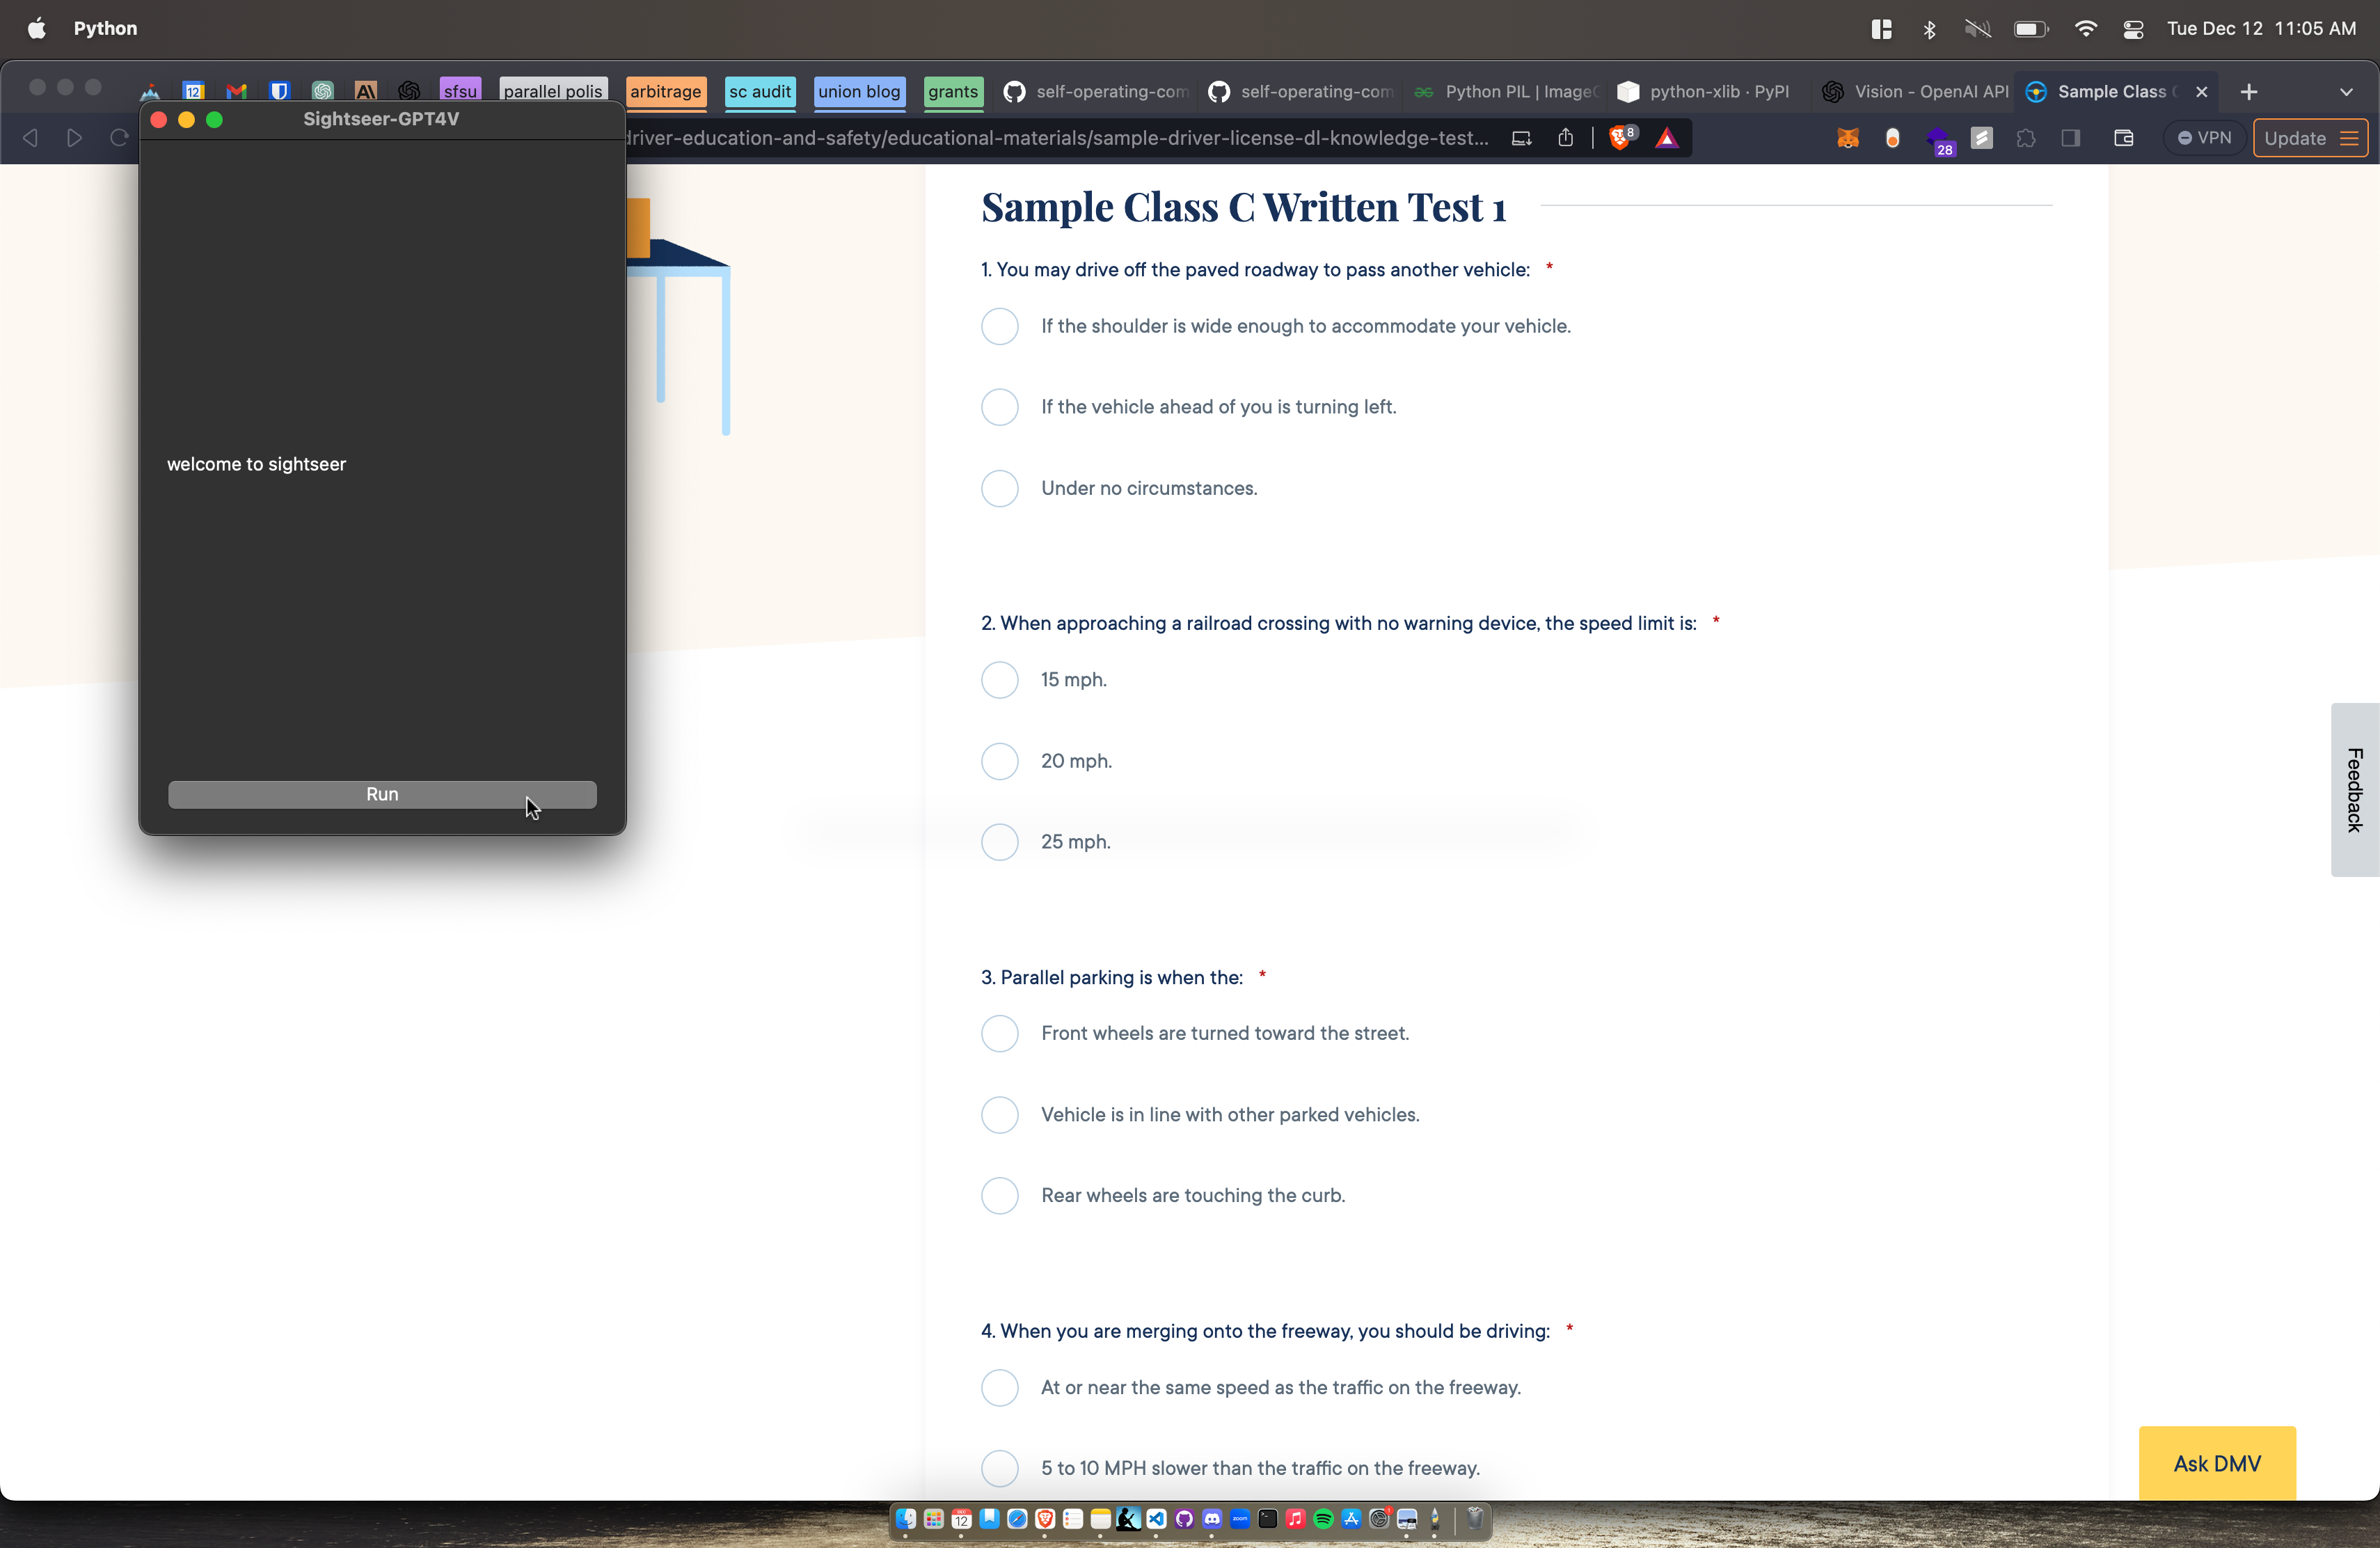 Python
Tue Dec 12 11:05 AM
12
sfsu
parallel polis
arbitrage
sc audit
union blog
grants
self-operating-com
self-operating-com
Python PIL | Image
python-xlib · PyPI
Vision - OpenAI API
Sample Class
Sightseer-GPT4V
driver-education-and-safety/educational-materials/sample-driver-license-dl-knowledge-test...
8
28
VPN
Update
welcome to sightseer
Run
Sample Class C Written Test 1
1. You may drive off the paved roadway to pass another vehicle: *
If the shoulder is wide enough to accommodate your vehicle.
If the vehicle ahead of you is turning left.
Under no circumstances.
2. When approaching a railroad crossing with no warning device, the speed limit is: *
15 mph.
20 mph.
25 mph.
3. Parallel parking is when the: *
Front wheels are turned toward the street.
Vehicle is in line with other parked vehicles.
Rear wheels are touching the curb.
4. When you are merging onto the freeway, you should be driving: *
At or near the same speed as the traffic on the freeway.
5 to 10 MPH slower than the traffic on the freeway.
Feedback
Ask DMV
12
zoom